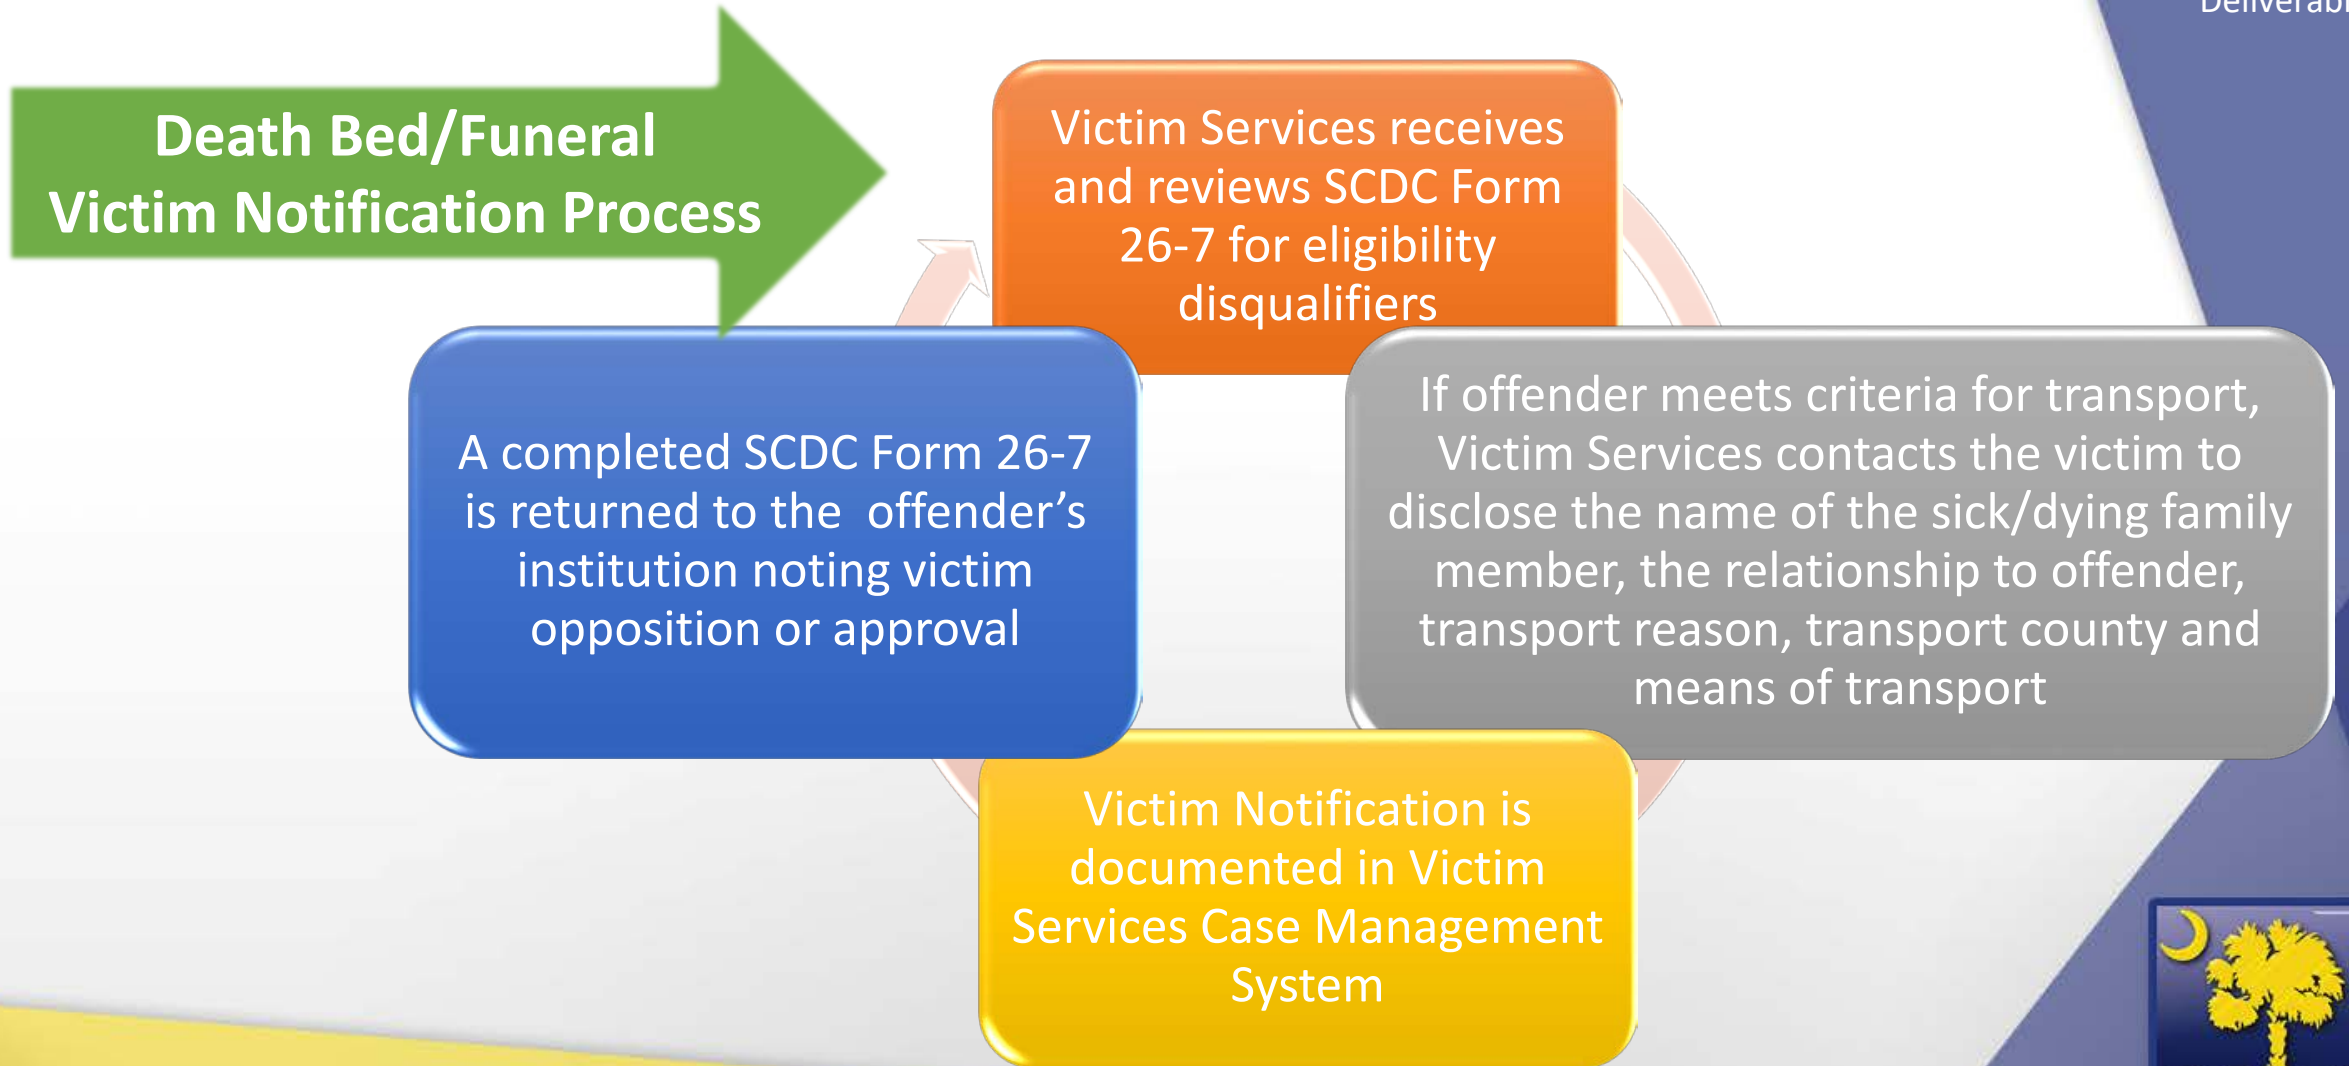 Death Bed/Funeral
Victim Notification Process
Victim Services receives
and reviews SCDC Form
26-7 for eligibility
disqualifiers
If offender meets criteria for transport,
Victim Services contacts the victim to
disclose the name of the sick/dying family
member, the relationship to offender,
transport reason, transport county and
means of transport
Victim Notification is
documented in Victim
Services Case Management
System
A completed SCDC Form 26-7
is returned to the offender’s
institution noting victim
opposition or approval